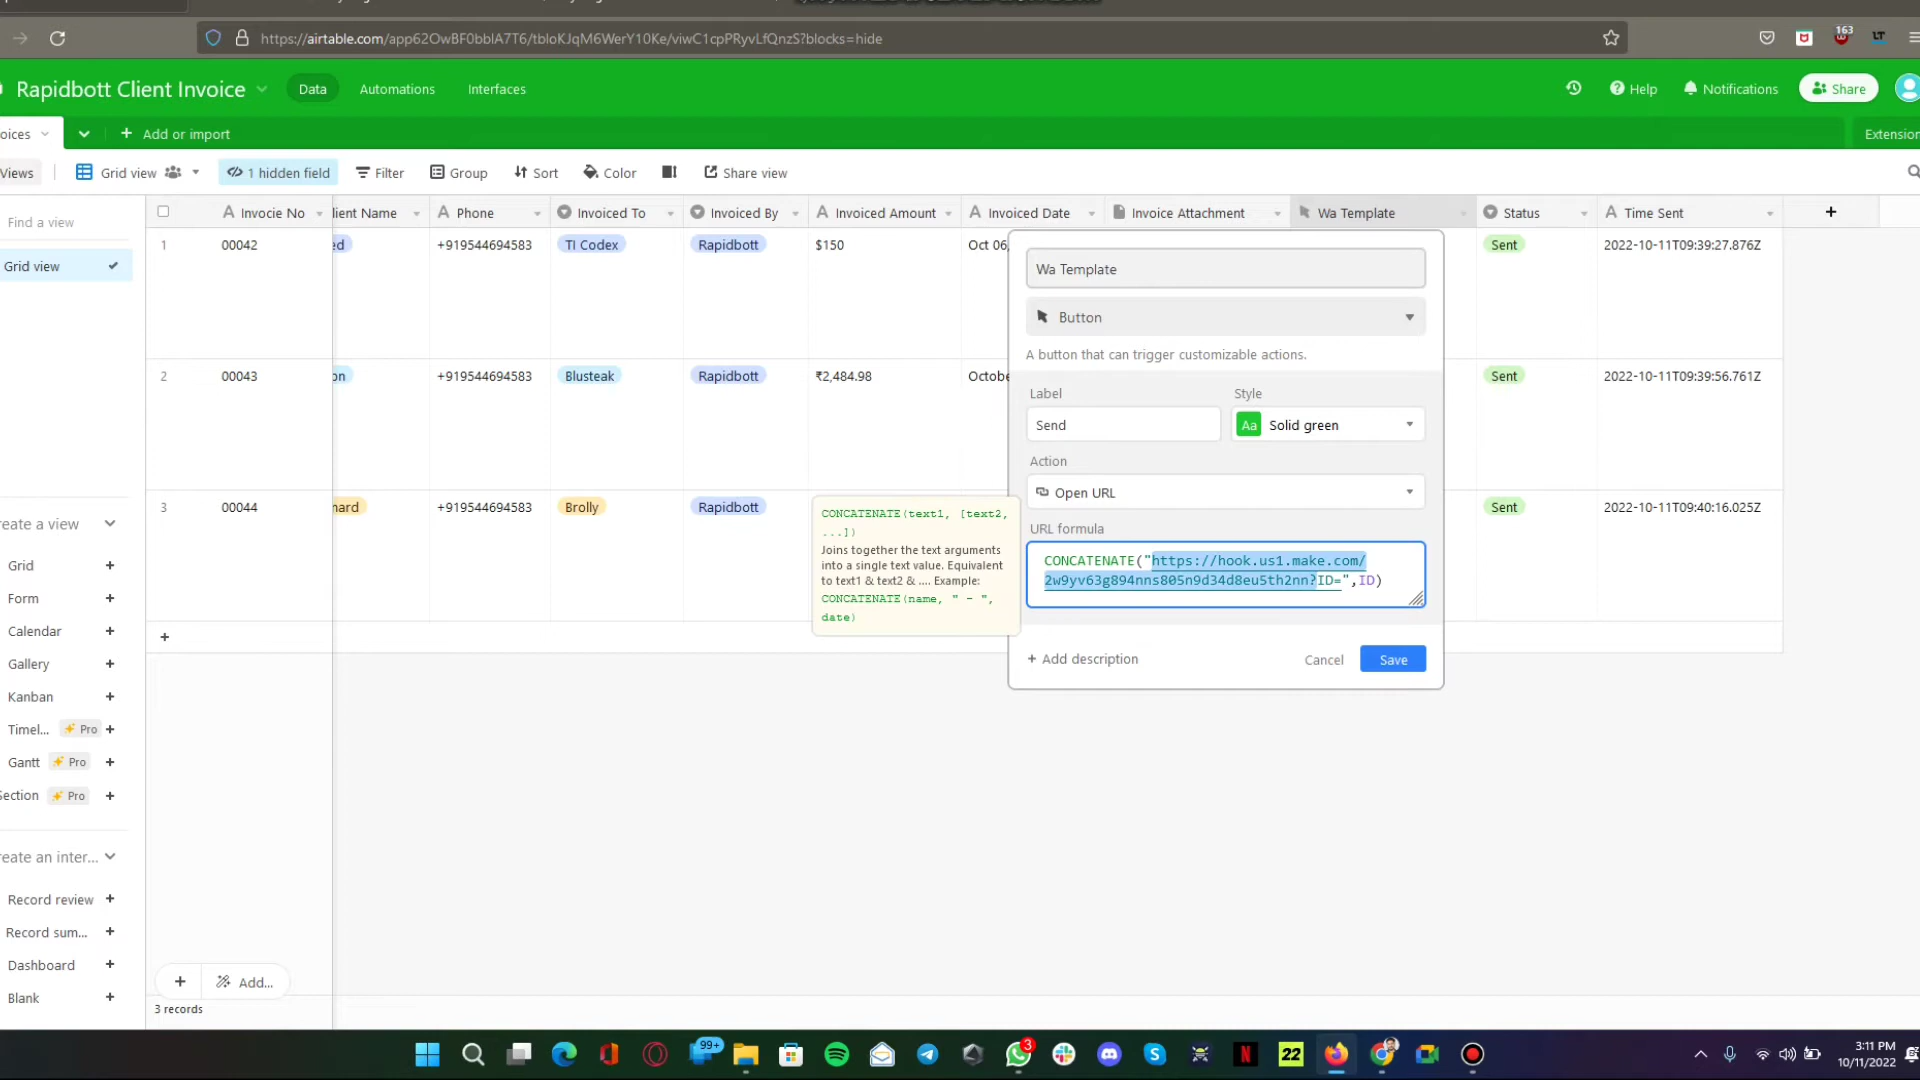 https://airtable.com/app62OwBF0bblA7T6/tbloKJqM6WerY10Ke/viwC1cpPRyvLfQnzS?blocks=hide
163
LT
Rapidbott Client Invoice
Data
Automations
Interfaces
Help
Notifications
Share
oices
Add or import
Extension
Views
Grid view
1 hidden field
Filter
Group
Sort
Color
Share view
Find a view
Invocie No
lient Name
Phone
Invoiced To
Invoiced By
Invoiced Amount
Invoiced Date
Invoice Attachment
Wa Template
Status
Time Sent
1
00042
ed
+919544694583
TI Codex
Rapidbott
$150
Oct 06,
Sent
2022-10-11T09:39:27.876Z
Grid view
2
00043
on
+919544694583
Blusteak
Rapidbott
₹2,484.98
Octobe
Sent
2022-10-11T09:39:56.761Z
3
00044
nard
+919544694583
Brolly
Rapidbott
Sent
2022-10-11T09:40:16.025Z
Wa Template
Button
A button that can trigger customizable actions.
Label
Style
Send
Aa
Solid green
Action
Open URL
URL formula
CONCATENATE("https://hook.us1.make.com/
2w9yv63g894nns805n9d34d8eu5th2nn?ID=",ID)
+ Add description
Cancel
Save
CONCATENATE(text1, [text2,
...])
Joins together the text arguments
into a single text value. Equivalent
to text1 & text2 & .... Example:
CONCATENATE(name, " - ",
date)
reate a view
Grid
Form
Calendar
Gallery
Kanban
Timel...
Pro
Gantt
Pro
Section
Pro
reate an inter...
Record review
Record sum...
Dashboard
Blank
Add...
3 records
99+
3
N
22
3:11 PM
10/11/2022